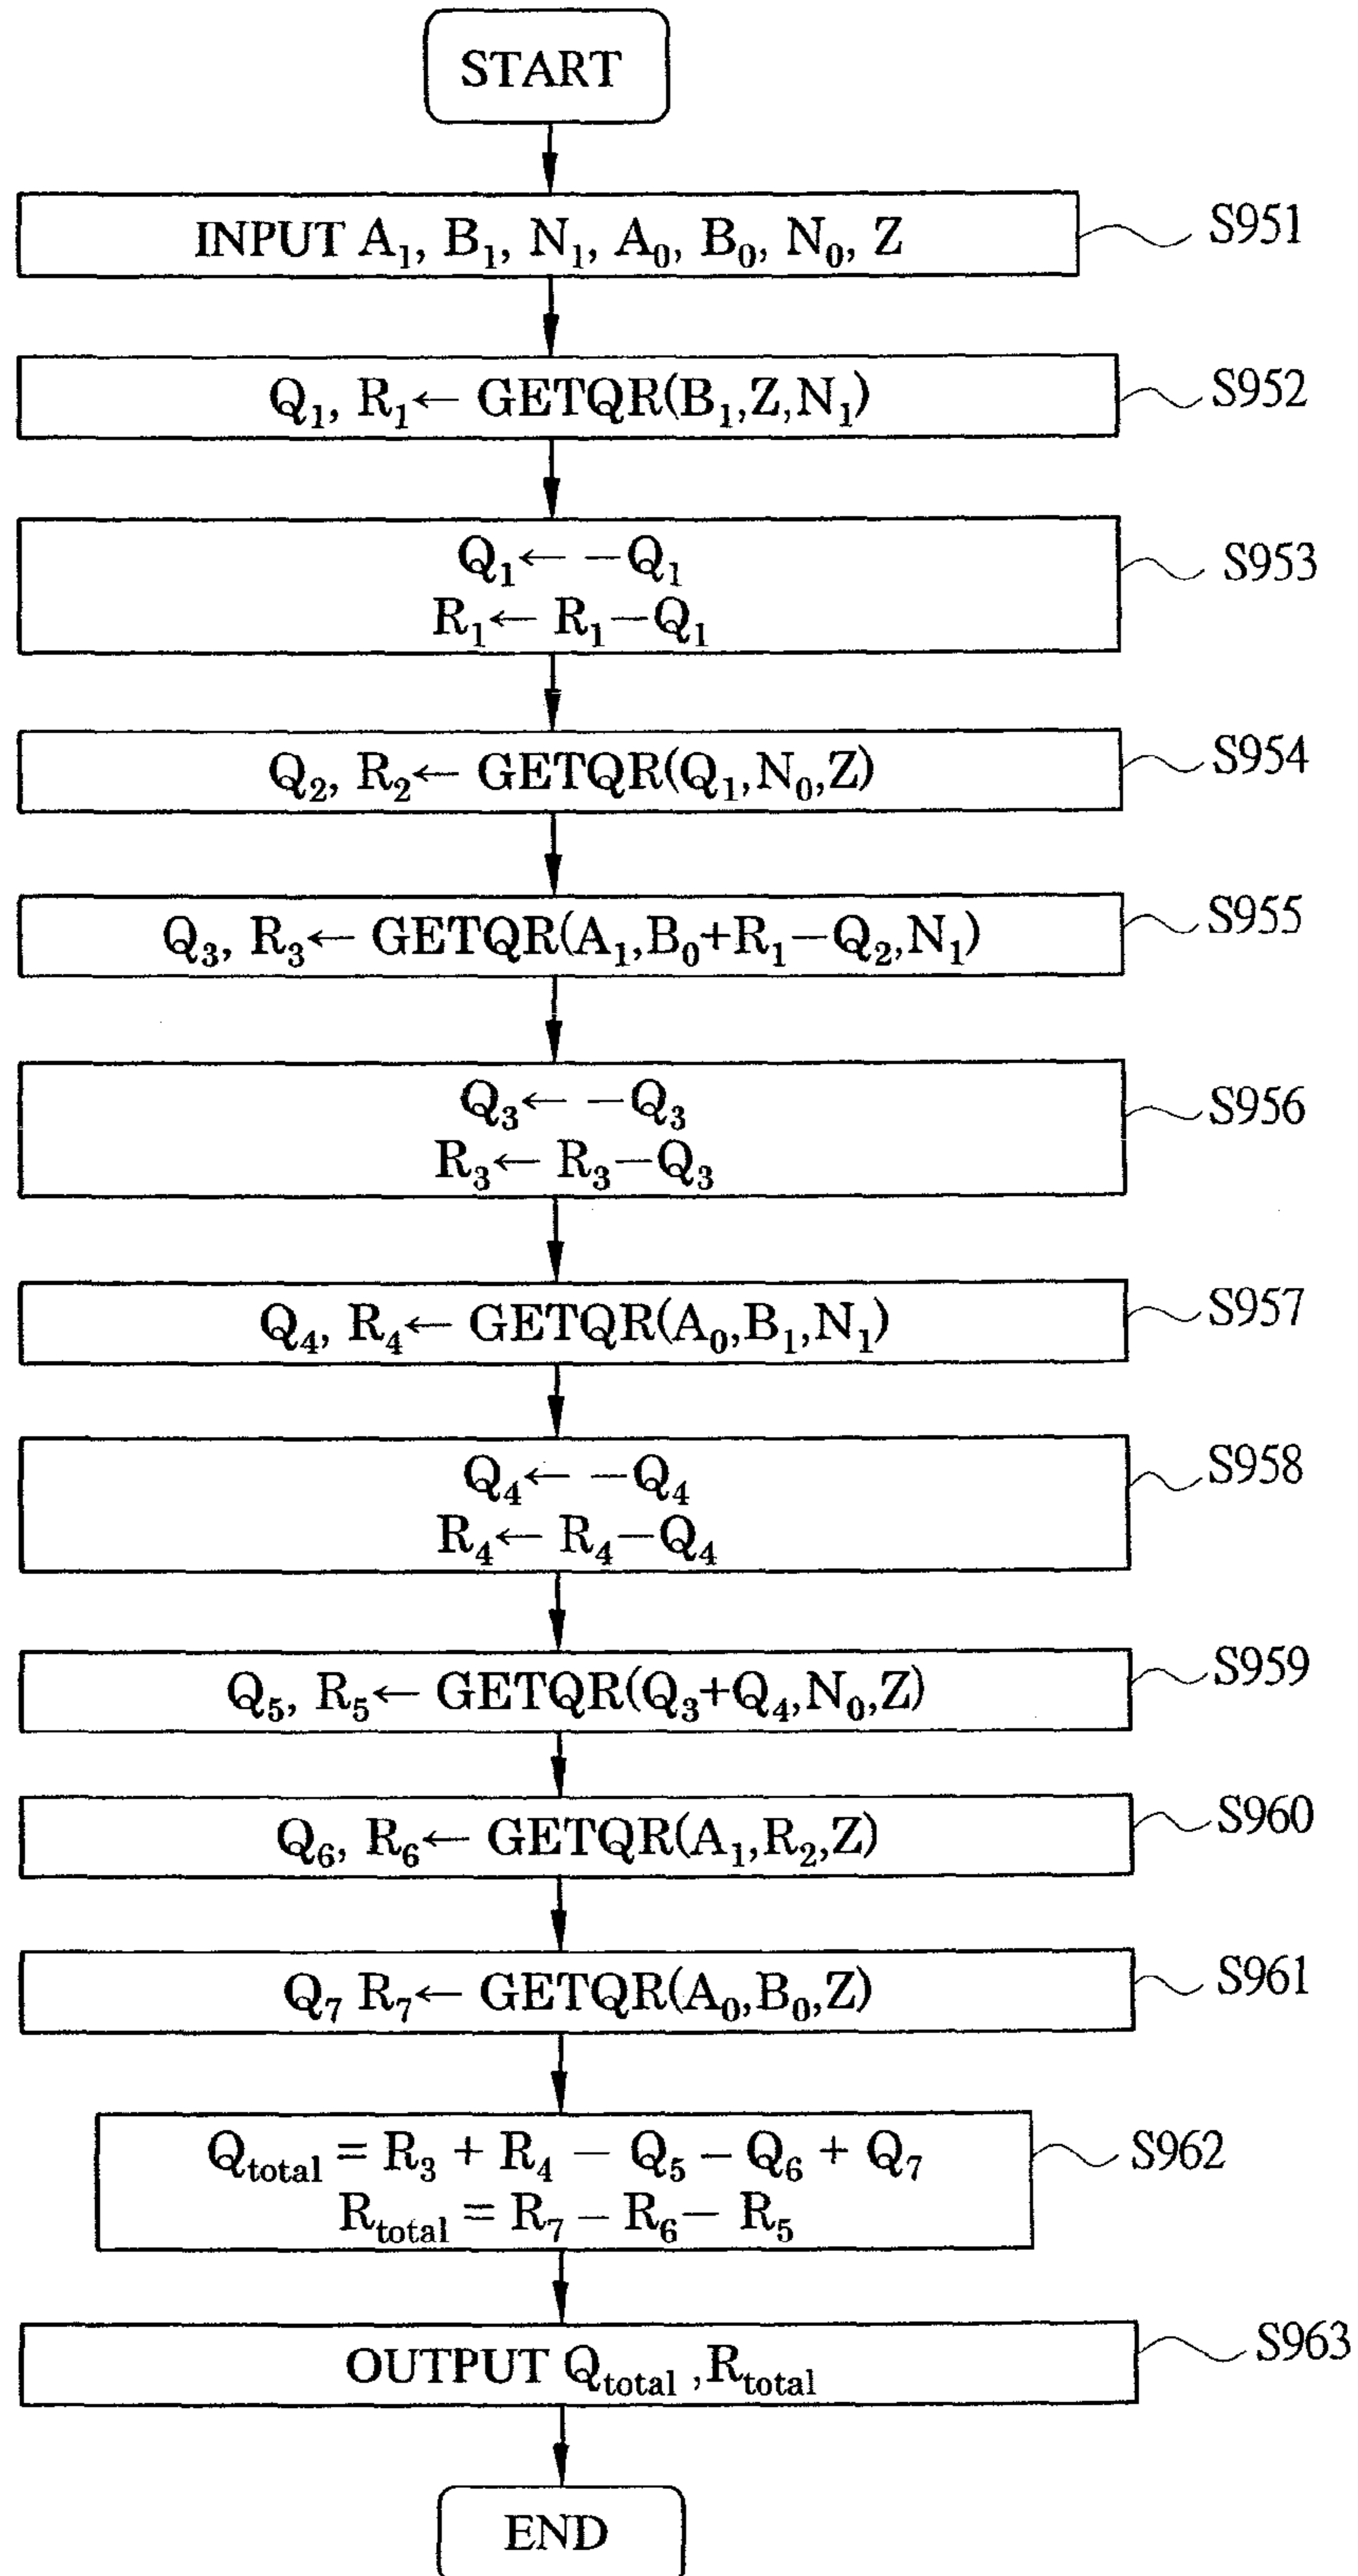 START
INPUT A₁, B₁, N₁, A₀, B₀, N₀, Z
S951
Q₁, R₁← GETQR(B₁,Z,N₁)
S952
Q₁← −Q₁
R₁← R₁−Q₁
S953
Q₂, R₂← GETQR(Q₁,N₀,Z)
S954
Q₃, R₃← GETQR(A₁,B₀+R₁−Q₂,N₁)
S955
Q₃← −Q₃
R₃← R₃−Q₃
S956
Q₄, R₄← GETQR(A₀,B₁,N₁)
S957
Q₄← −Q₄
R₄← R₄−Q₄
S958
Q₅, R₅← GETQR(Q₃+Q₄,N₀,Z)
S959
Q₆, R₆← GETQR(A₁,R₂,Z)
S960
Q₇ R₇← GETQR(A₀,B₀,Z)
S961
Qtotal = R₃ + R₄ − Q₅ − Q₆ + Q₇
Rtotal = R₇ − R₆− R₅
S962
OUTPUT Qtotal ,Rtotal
S963
END